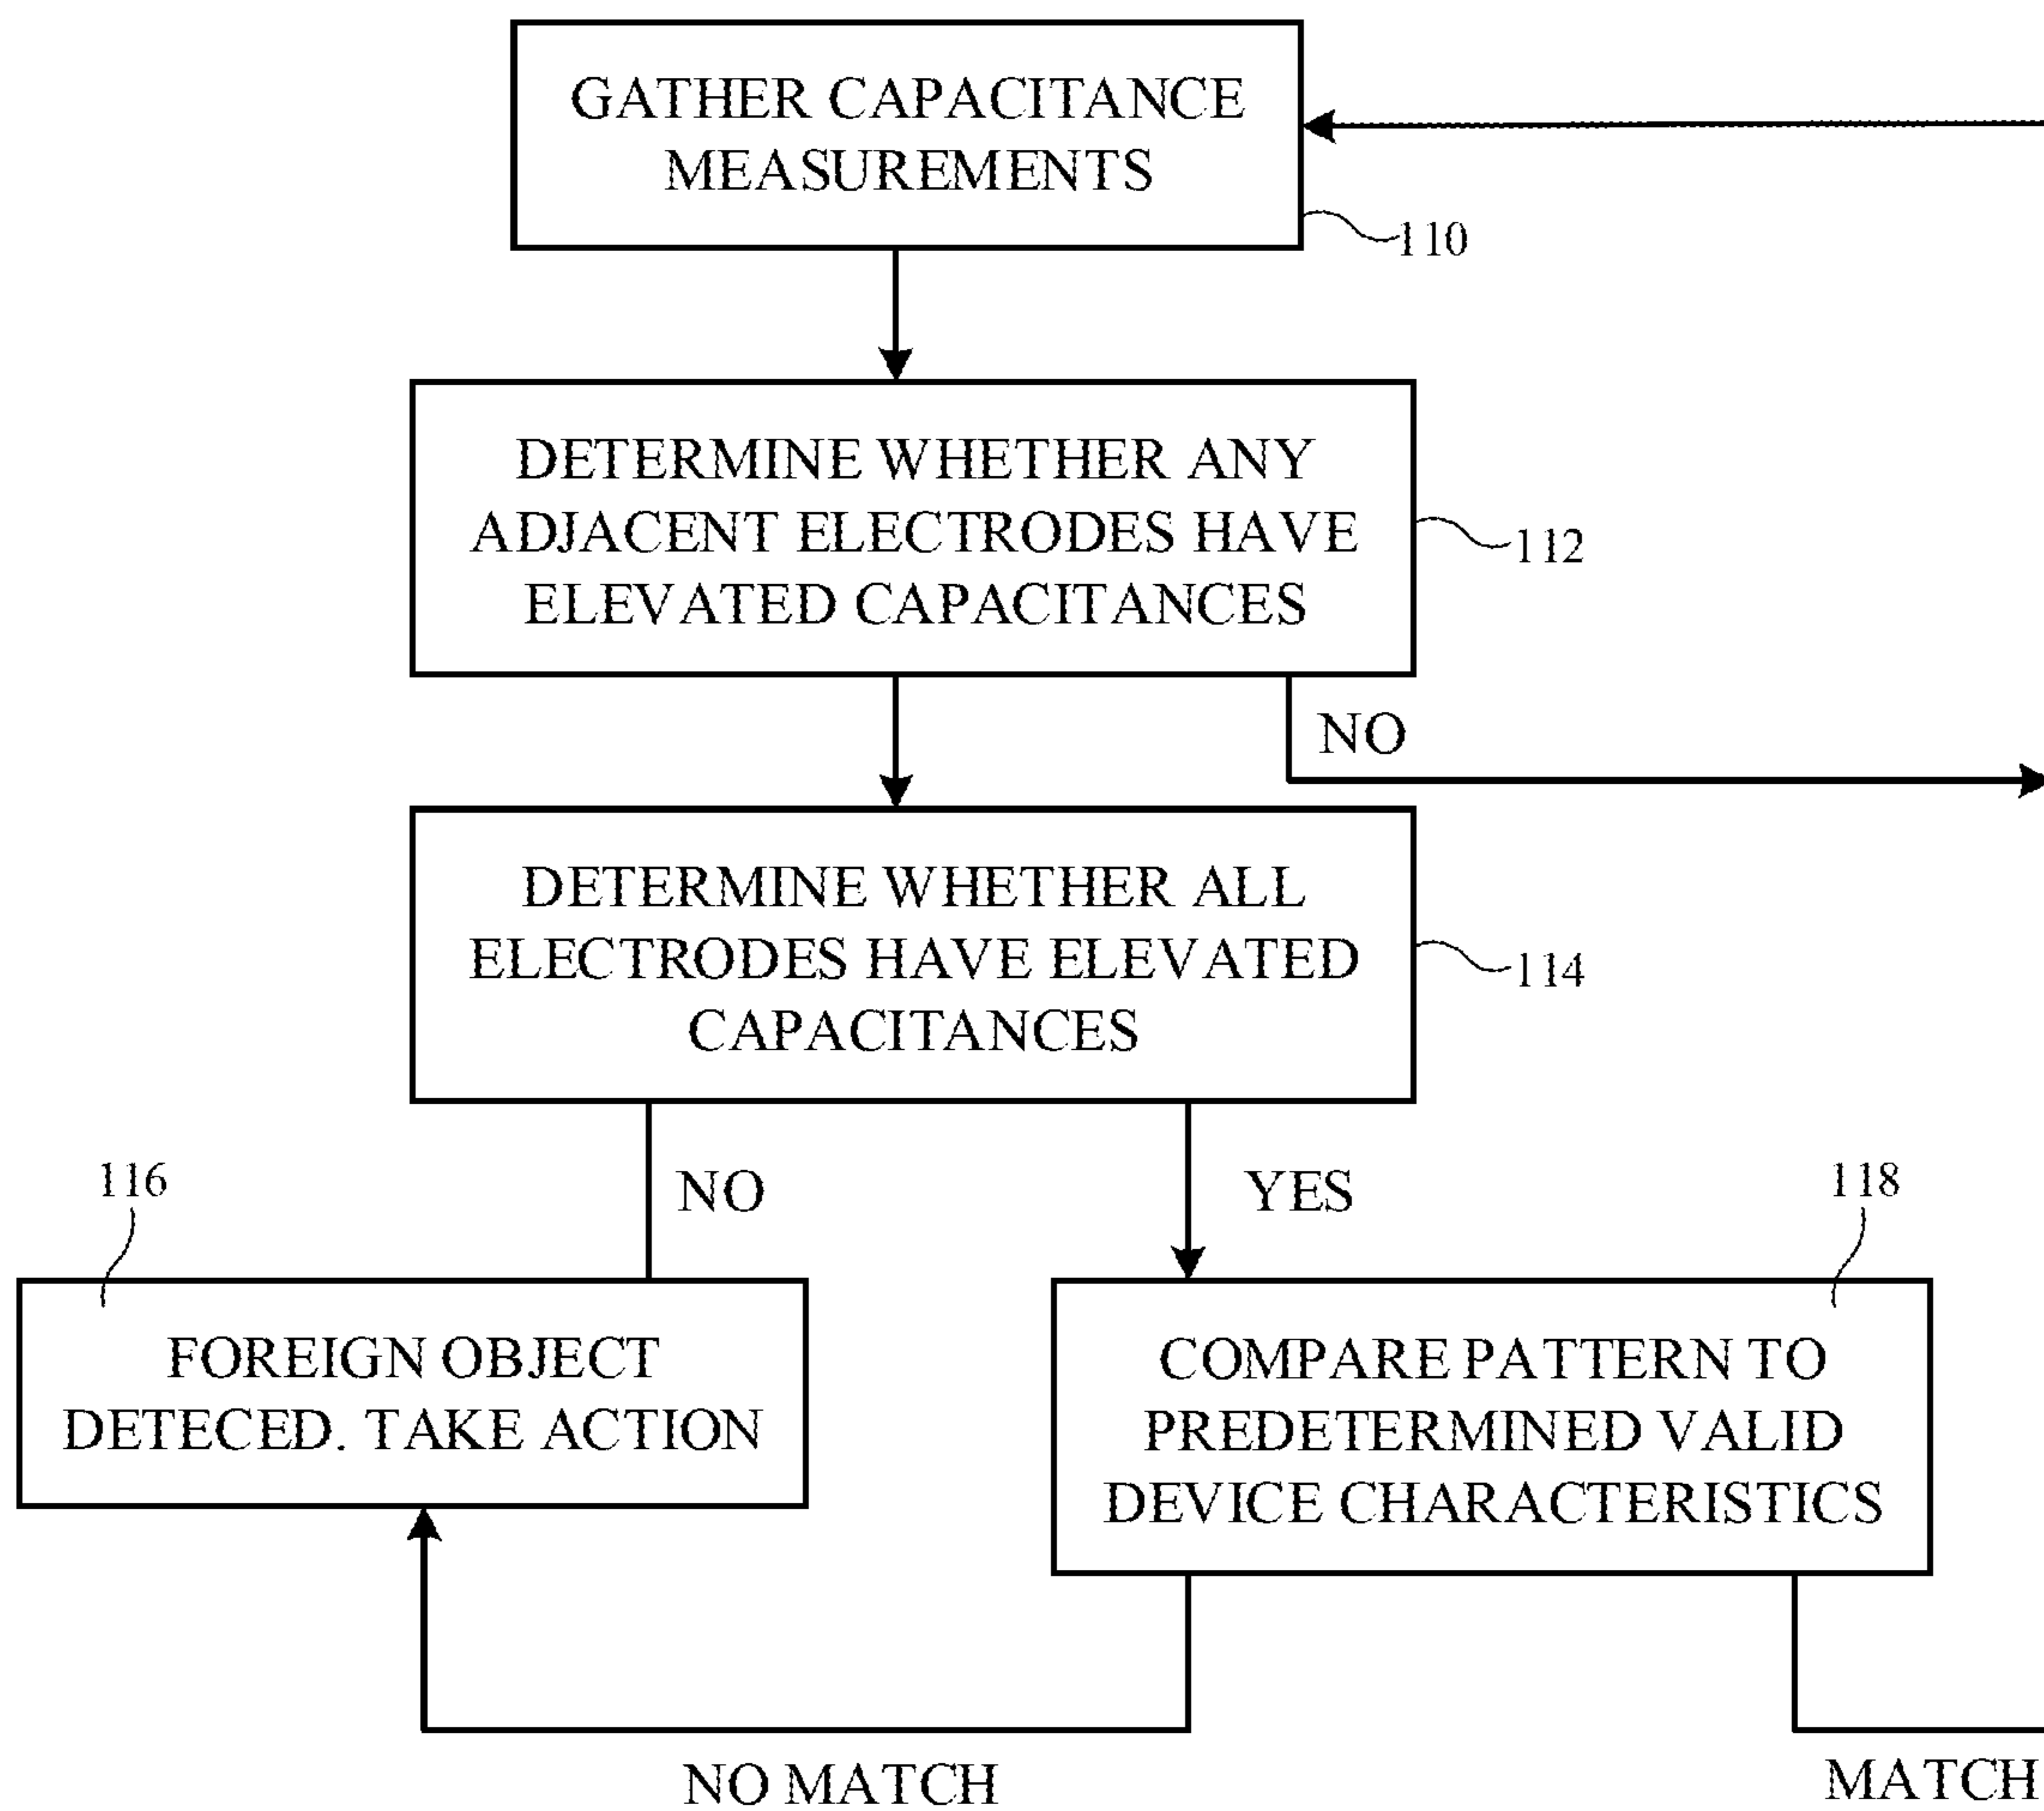 GATHER CAPACITANCE
MEASUREMENTS
110
DETERMINE WHETHER ANY
ADJACENT ELECTRODES HAVE
ELEVATED CAPACITANCES
112
NO
DETERMINE WHETHER ALL
ELECTRODES HAVE ELEVATED
CAPACITANCES
114
NO
YES
116
118
FOREIGN OBJECT
DETECED. TAKE ACTION
COMPARE PATTERN TO
PREDETERMINED VALID
DEVICE CHARACTERISTICS
NO MATCH
MATCH